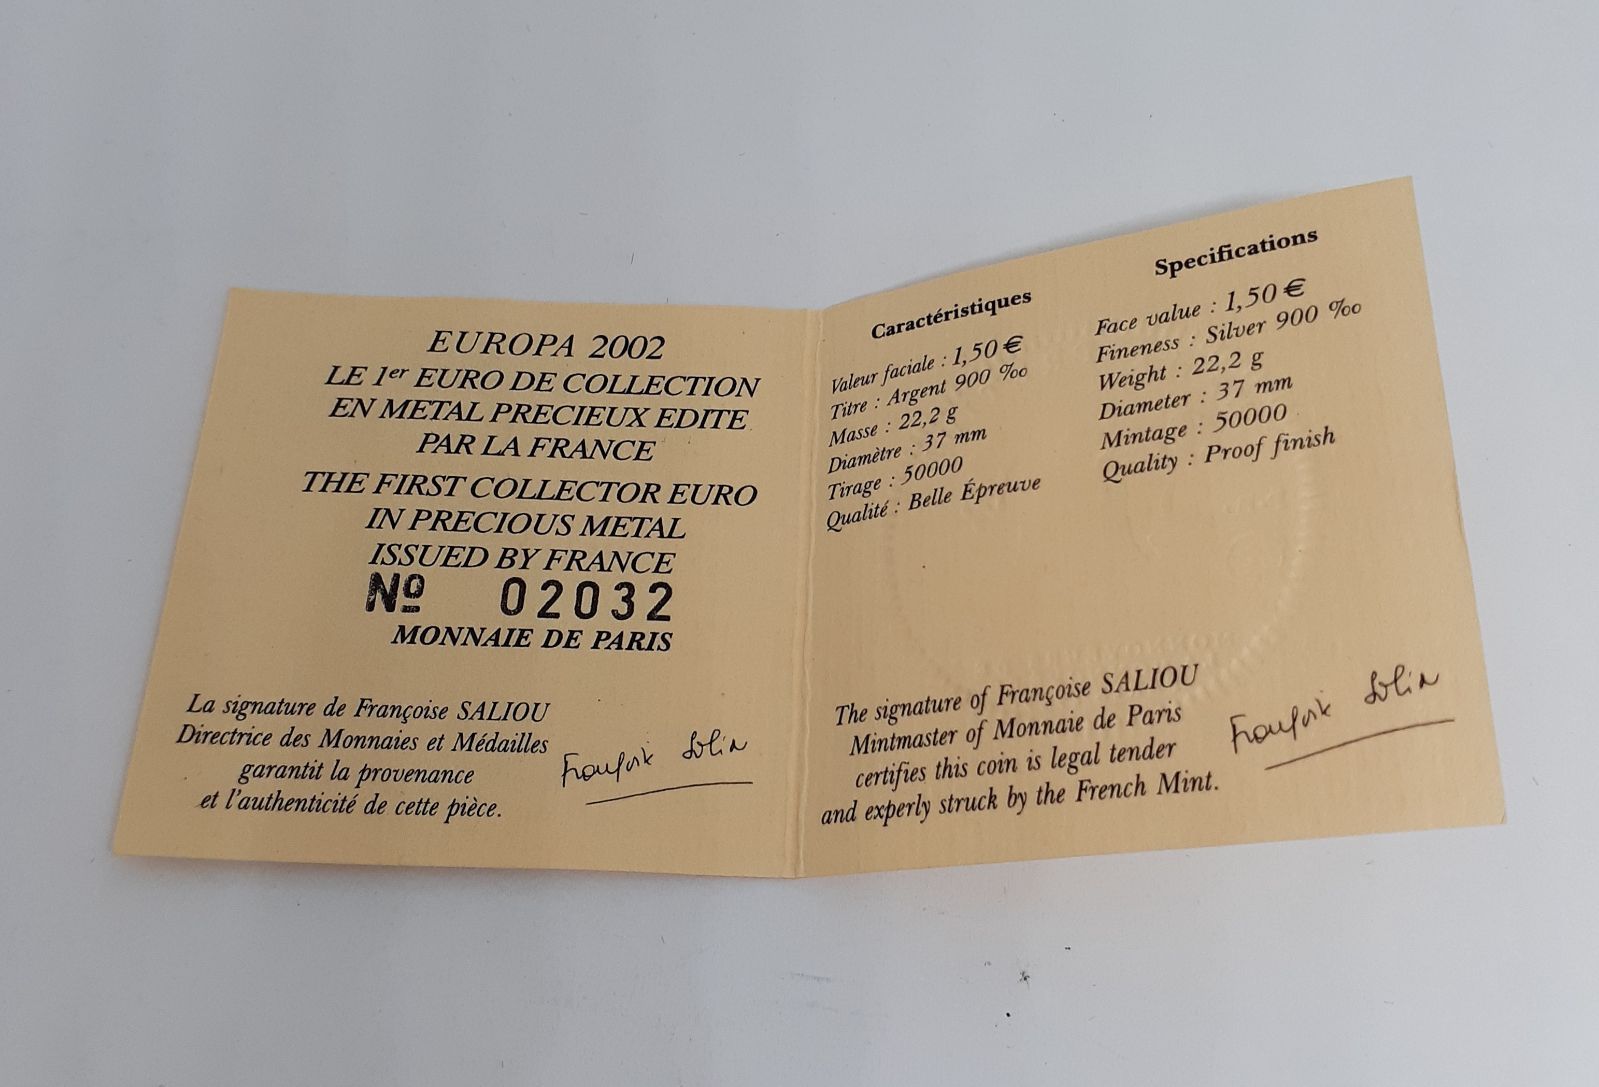 EUROPA 2002
LE 1er EURO DE COLLECTION
EN METAL PRECIEUX EDITE
PAR LA FRANCE
THE FIRST COLLECTOR EURO
IN PRECIOUS METAL
ISSUED BY FRANCE
Nº 02032
MONNAIE DE PARIS
La signature de Françoise SALIOU
Directrice des Monnaies et Médailles
garantit la provenance
et l'authenticité de cette pièce.
Caractéristiques
Valeur faciale : 1,50 €
Titre : Argent 900 ‰
Masse : 22,2 g
Diamètre : 37 mm
Tirage : 50000
Qualité : Belle Épreuve
Specifications
Face value : 1,50 €
Fineness : Silver 900 ‰
Weight : 22,2 g
Diameter : 37 mm
Mintage : 50000
Quality : Proof finish
The signature of Françoise SALIOU
Mintmaster of Monnaie de Paris
certifies this coin is legal tender
and experly struck by the French Mint.